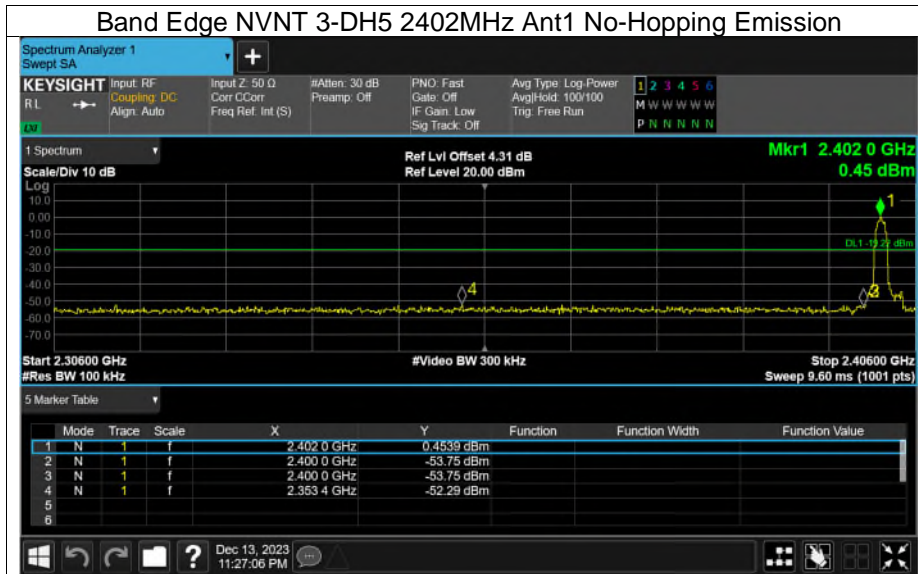 Band Edge NVNT 3-DH5 2402MHz Ant1 No-Hopping Emission
Spectrum Analyzer 1
Swept SA
+
KEYSIGHT Input: RF Input Z: 50 Ω #Atten: 30 dB PNO: Fast Avg Type: Log-Power 1 2 3 4 5 6
RL Coupling: DC Corr CCorr Preamp: Off Gate: Off Avg|Hold: 100/100 M W W W W W
Align: Auto Freq Ref: Int (S) IF Gain: Low Trig: Free Run
LXI Sig Track: Off P N N N N N
1 Spectrum Ref Lvl Offset 4.31 dB Mkr1 2.402 0 GHz
Scale/Div 10 dB Ref Level 20.00 dBm 0.45 dBm
Log
10.0
0.00
-10.0
-20.0
-30.0
-40.0
-50.0
-60.0
-70.0
1
DL1 -19.22 dBm
4
3
Start 2.30600 GHz #Video BW 300 kHz Stop 2.40600 GHz
#Res BW 100 kHz Sweep 9.60 ms (1001 pts)
5 Marker Table
Mode Trace Scale X Y Function Function Width Function Value
1 N 1 f 2.402 0 GHz 0.4539 dBm
2 N 1 f 2.400 0 GHz -53.75 dBm
3 N 1 f 2.400 0 GHz -53.75 dBm
4 N 1 f 2.353 4 GHz -52.29 dBm
5
6
? Dec 13, 2023
11:27:06 PM